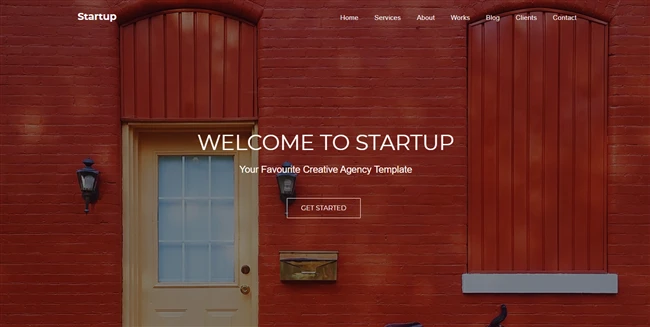 Startup
Home Services About Works Blog Clients Contact
WELCOME TO STARTUP
Your Favourite Creative Agency Template
GET STARTED